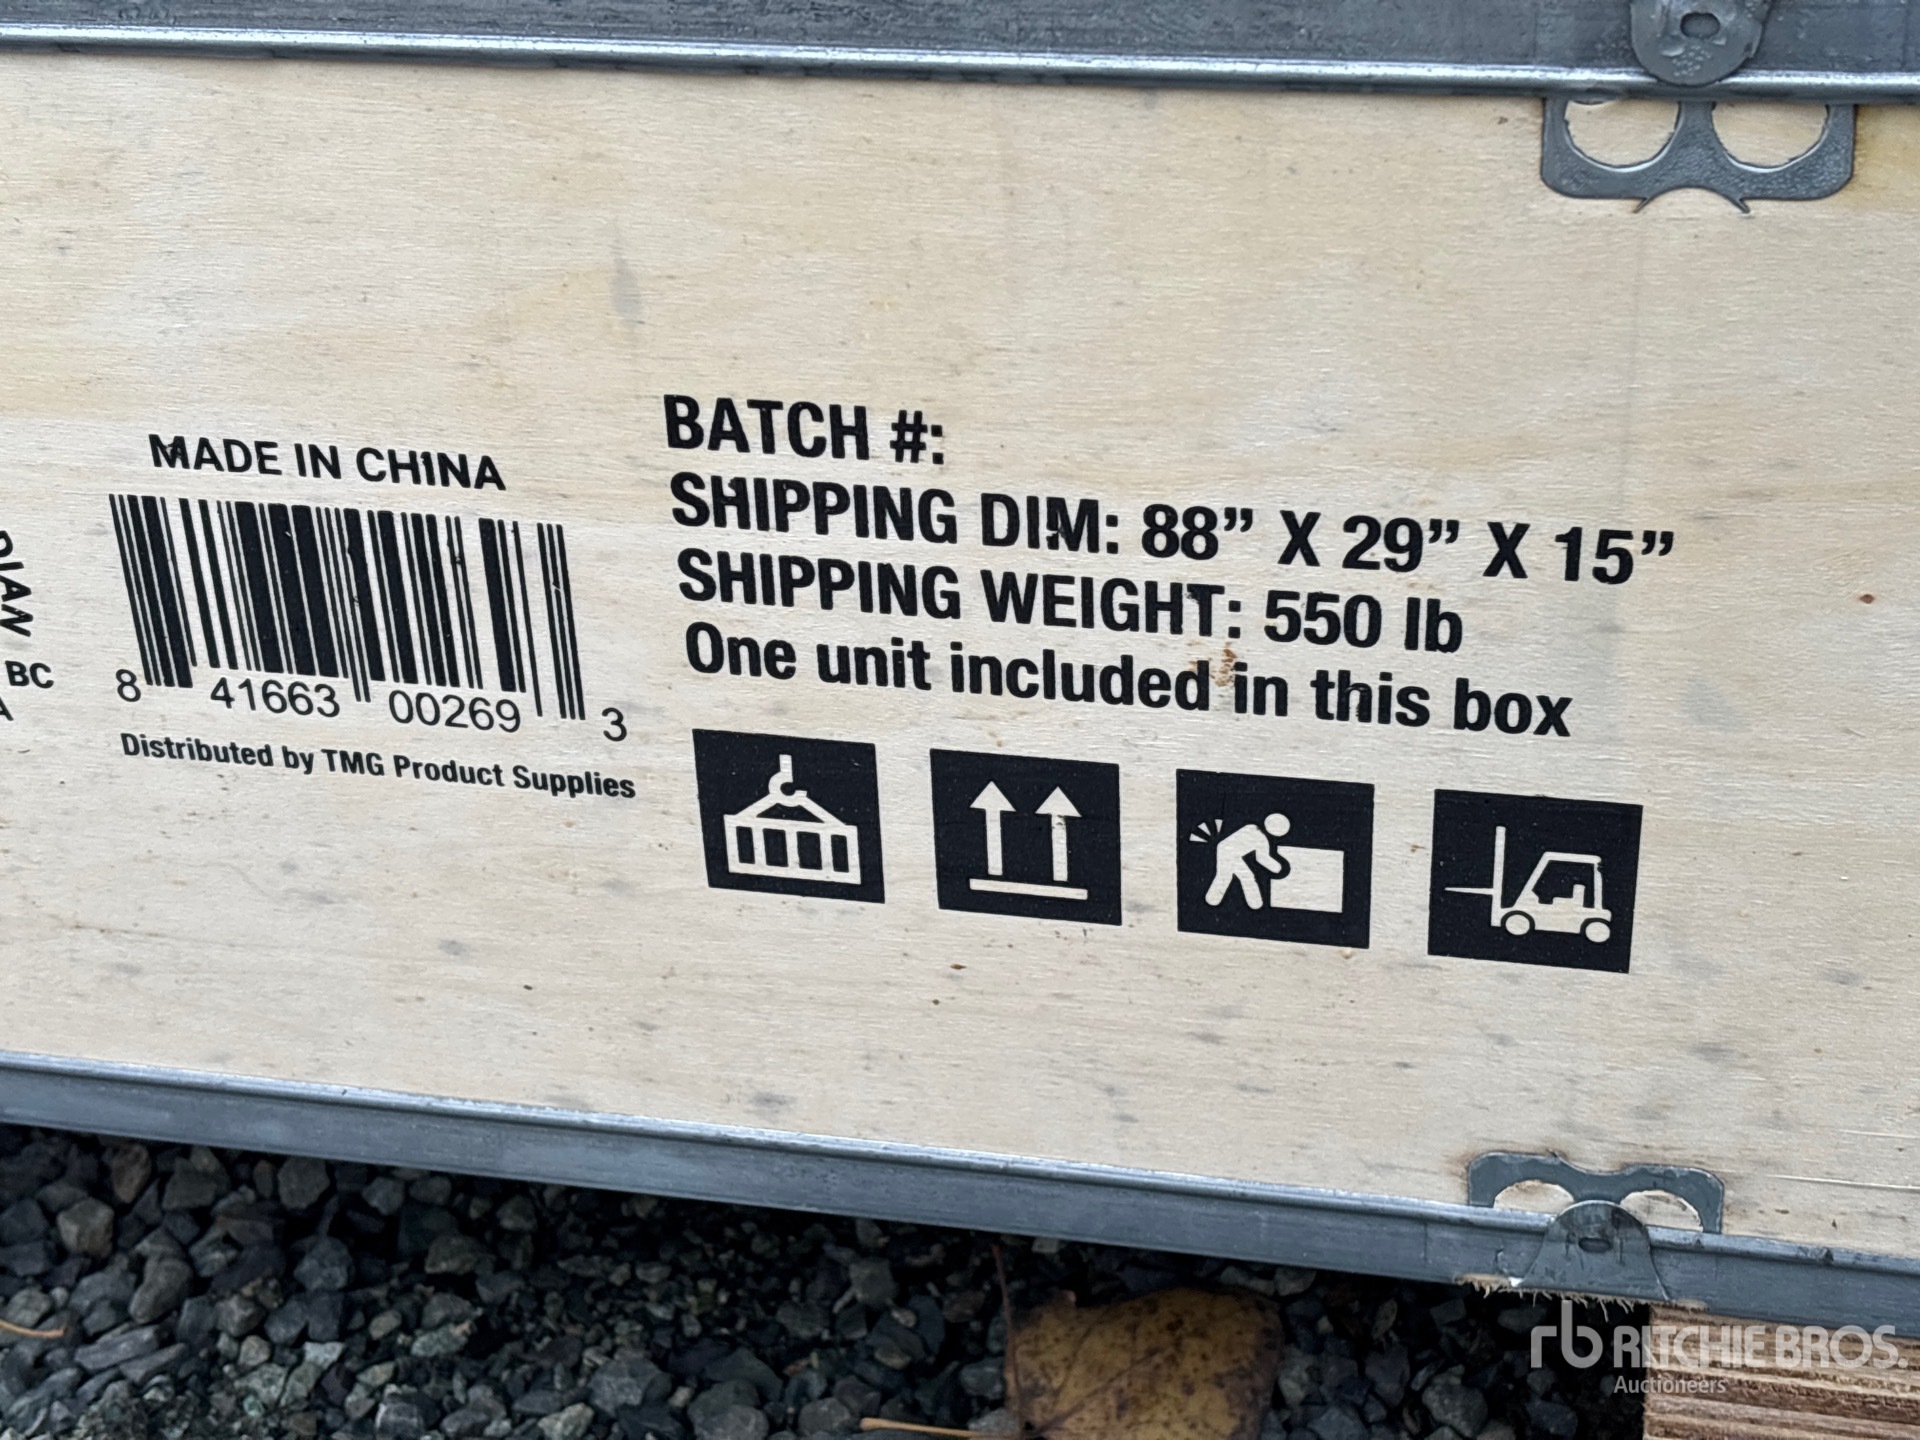 MADE IN CHINA
8 41663 00269 3
Distributed by TMG Product Supplies
BATCH #:
SHIPPING DIM: 88” X 29” X 15”
SHIPPING WEIGHT: 550 lb
One unit included in this box
BC
rb RITCHIE BROS.
Auctioneers